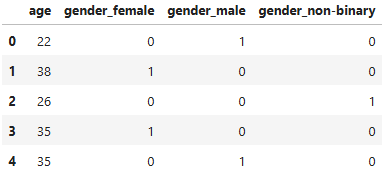 age gender_female gender_male gender_non-binary
0 22 0 1 0
1 38 1 0 0
2 26 0 0 1
3 35 1 0 0
4 35 0 1 0